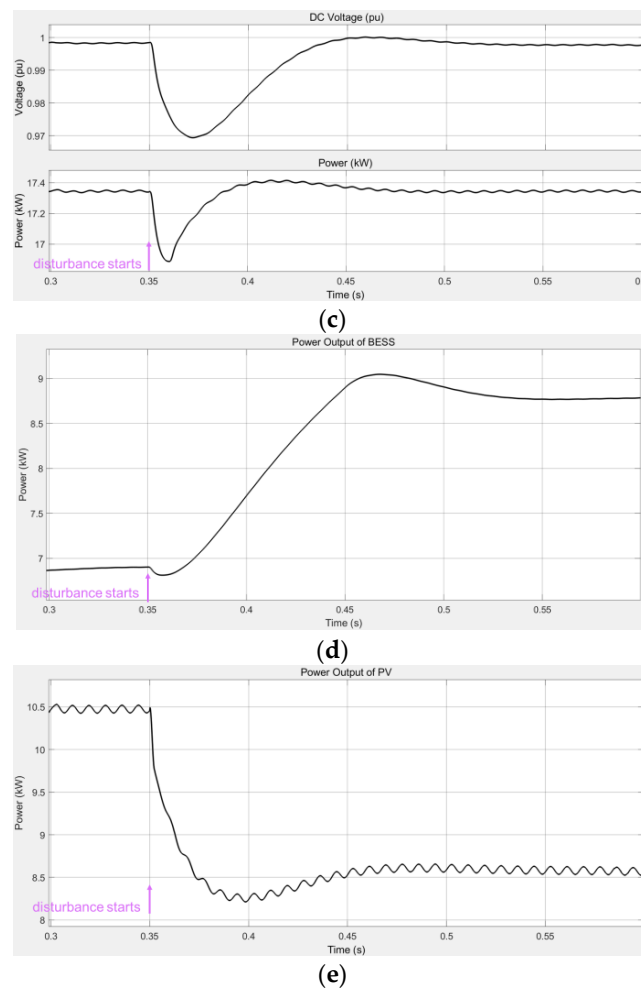 DC Voltage (pu)
Voltage (pu)
1
0.99
0.98
0.97
Power (kW)
Power (kW)
17.4
17.2
17
disturbance starts
0.3 0.35 0.4 0.45 0.5 0.55
Time (s)
(c)
Power Output of BESS
Power (kW)
9
8.5
8
7.5
7
disturbance starts
0.3 0.35 0.4 0.45 0.5 0.55
Time (s)
(d)
Power Output of PV
Power (kW)
10.5
10
9.5
9
8.5
8
disturbance starts
0.3 0.35 0.4 0.45 0.5 0.55
Time (s)
(e)